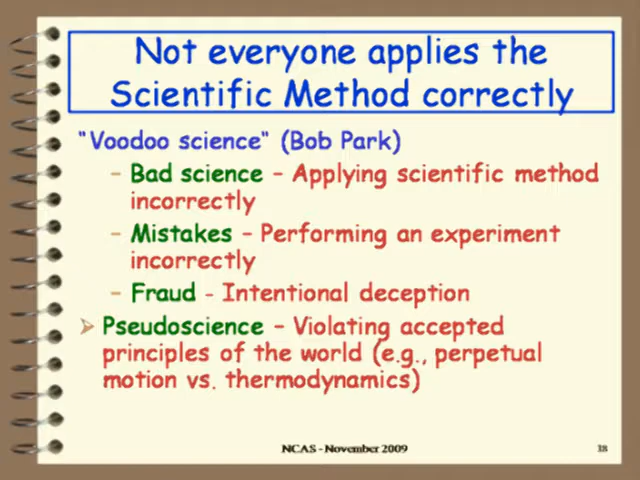 Not everyone applies the
Scientific Method correctly
"Voodoo science" (Bob Park)
– Bad science – Applying scientific method
incorrectly
– Mistakes – Performing an experiment
incorrectly
– Fraud - Intentional deception
➢ Pseudoscience – Violating accepted
principles of the world (e.g., perpetual
motion vs. thermodynamics)
NCAS - November 2009
38